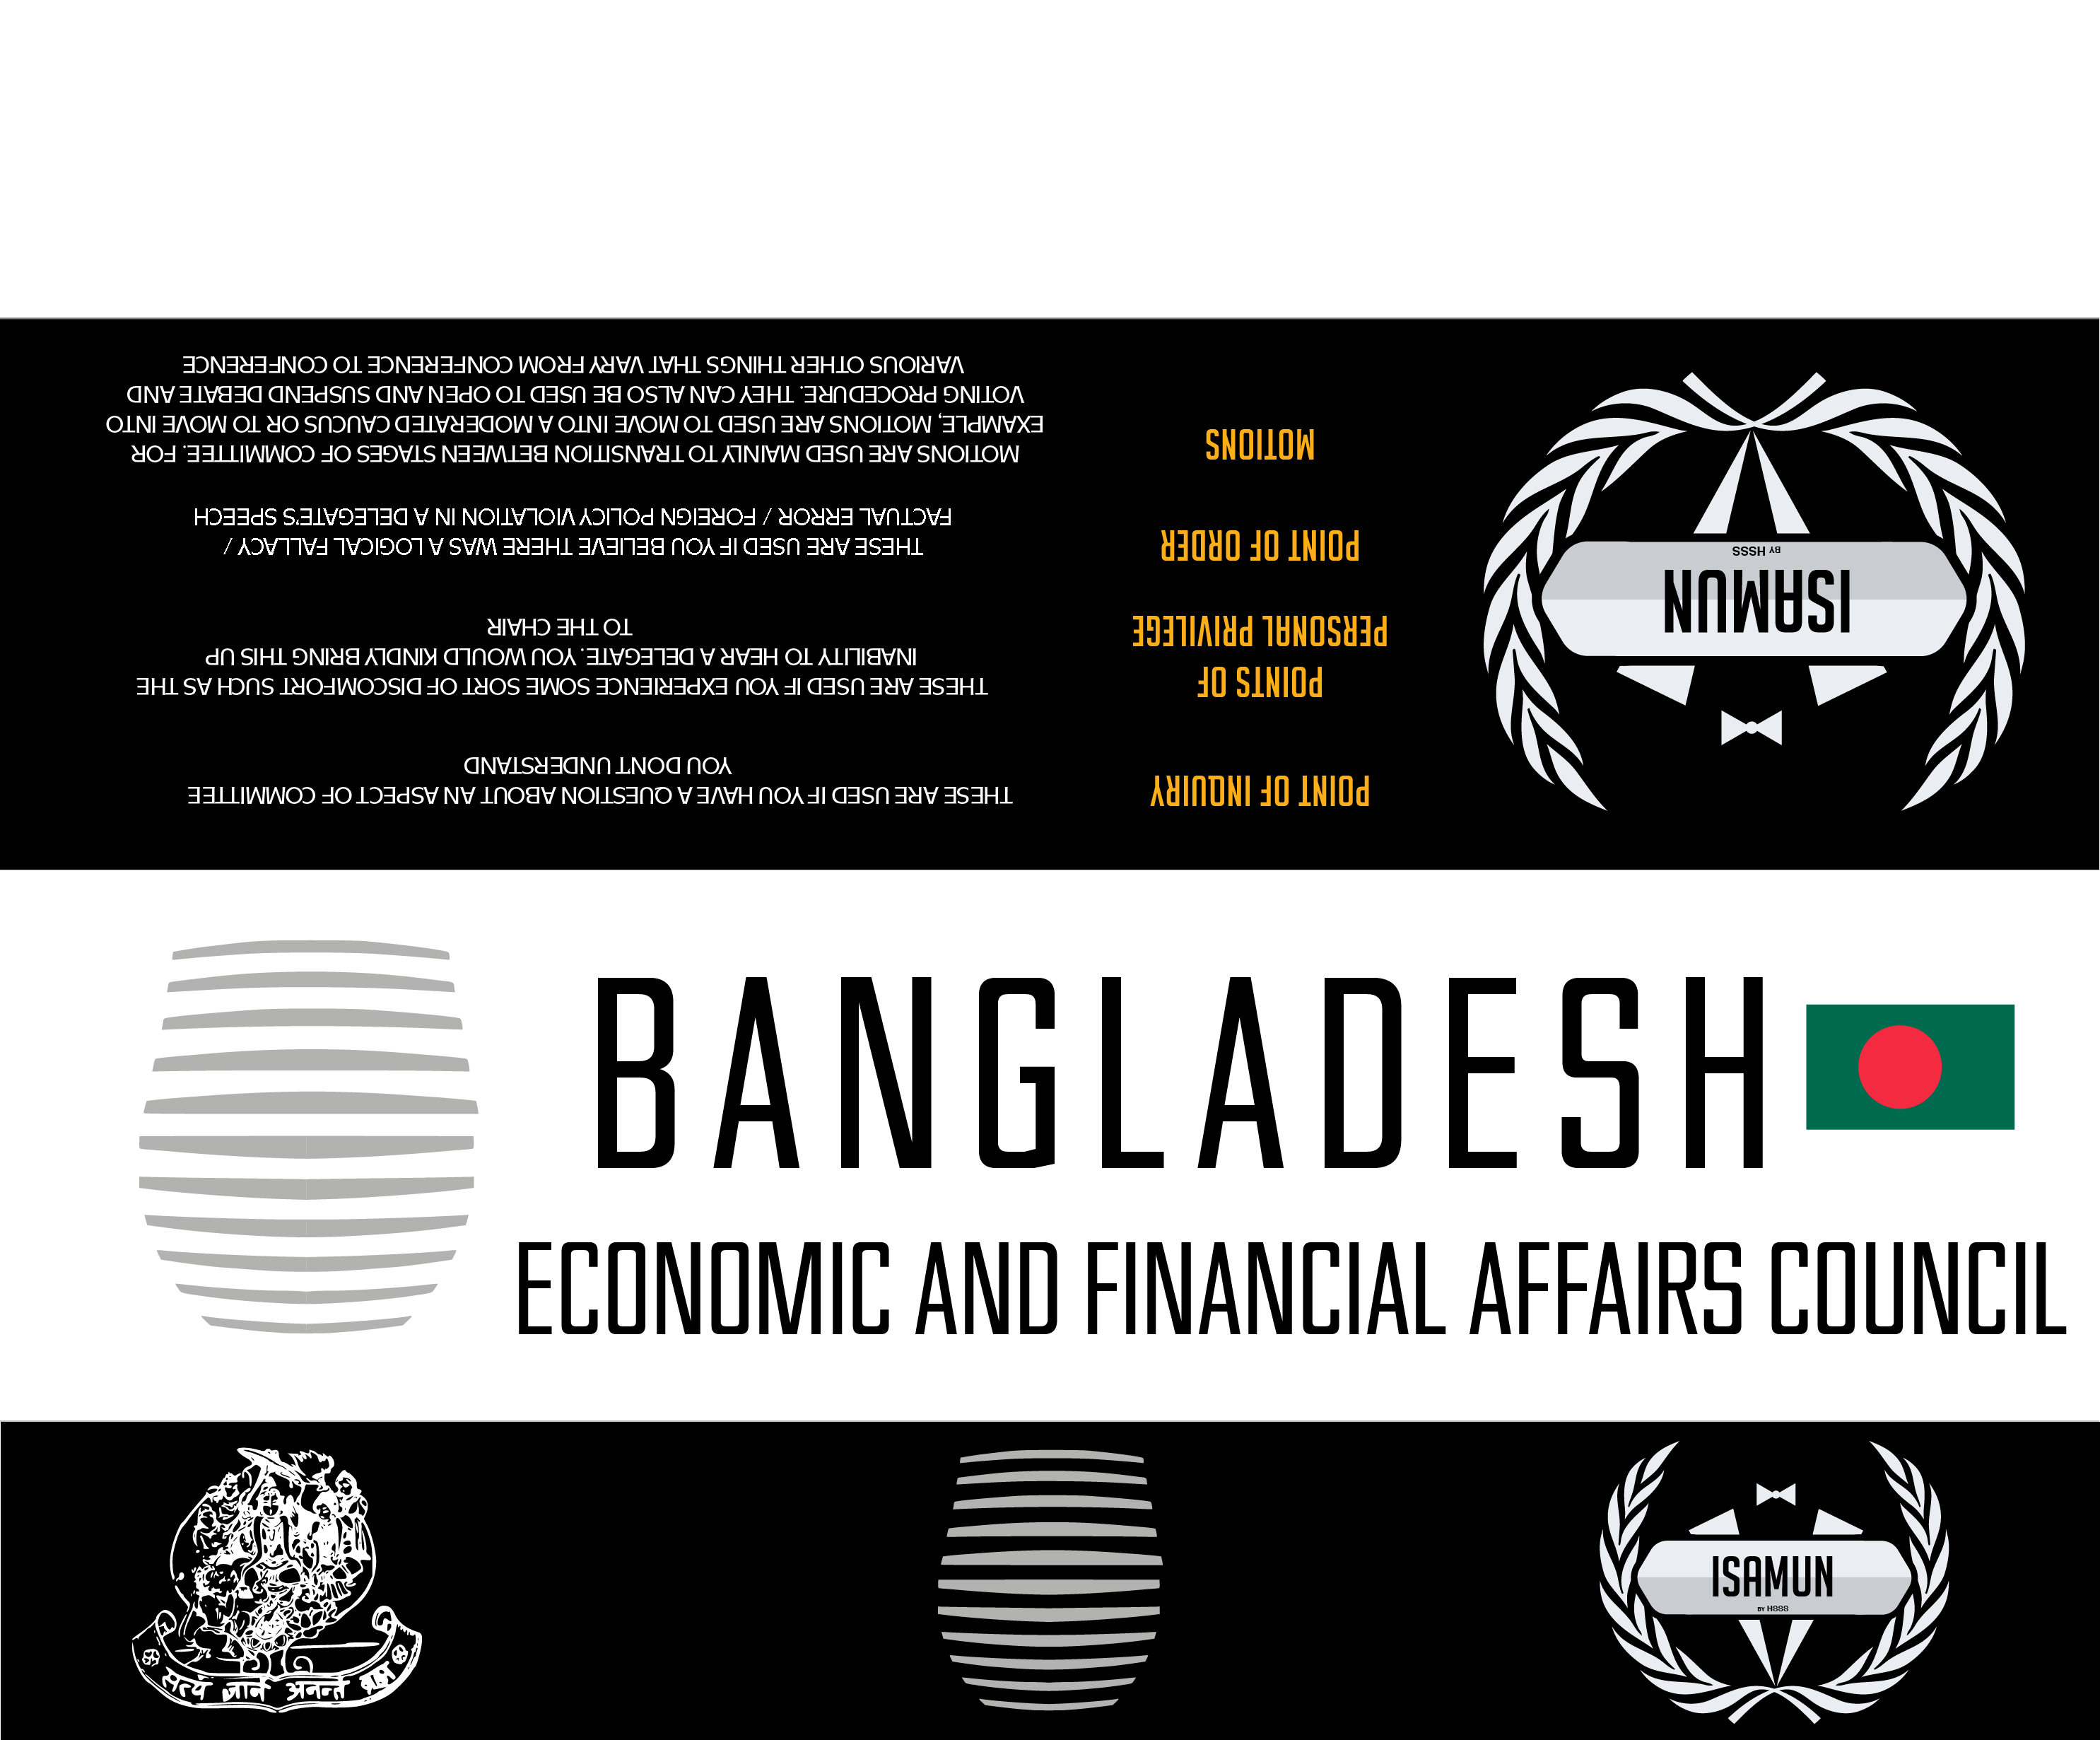 ISAMUN
BY HSSS
POINT OF INQUIRY
THESE ARE USED IF YOU HAVE A QUESTION ABOUT AN ASPECT OF COMMITTEE
YOU DON'T UNDERSTAND
POINTS OF
PERSONAL PRIVILEGE
THESE ARE USED IF YOU EXPERIENCE SOME SORT OF DISCOMFORT SUCH AS THE
INABILITY TO HEAR A DELEGATE. YOU WOULD KINDLY BRING THIS UP
TO THE CHAIR
POINT OF ORDER
THESE ARE USED IF YOU BELIEVE THERE WAS A LOGICAL FALLACY /
FACTUAL ERROR / FOREIGN POLICY VIOLATION IN A DELEGATE'S SPEECH
MOTIONS
MOTIONS ARE USED MAINLY TO TRANSITION BETWEEN STAGES OF COMMITTEE. FOR
EXAMPLE, MOTIONS ARE USED TO MOVE INTO A MODERATED CAUCUS OR TO MOVE INTO
VOTING PROCEDURE. THEY CAN ALSO BE USED TO OPEN AND SUSPEND DEBATE AND
VARIOUS OTHER THINGS THAT VARY FROM CONFERENCE TO CONFERENCE
BANGLADESH
ECONOMIC AND FINANCIAL AFFAIRS COUNCIL
सत्यं ज्ञानं अनन्तं ब्रह्म
ISAMUN
BY HSSS